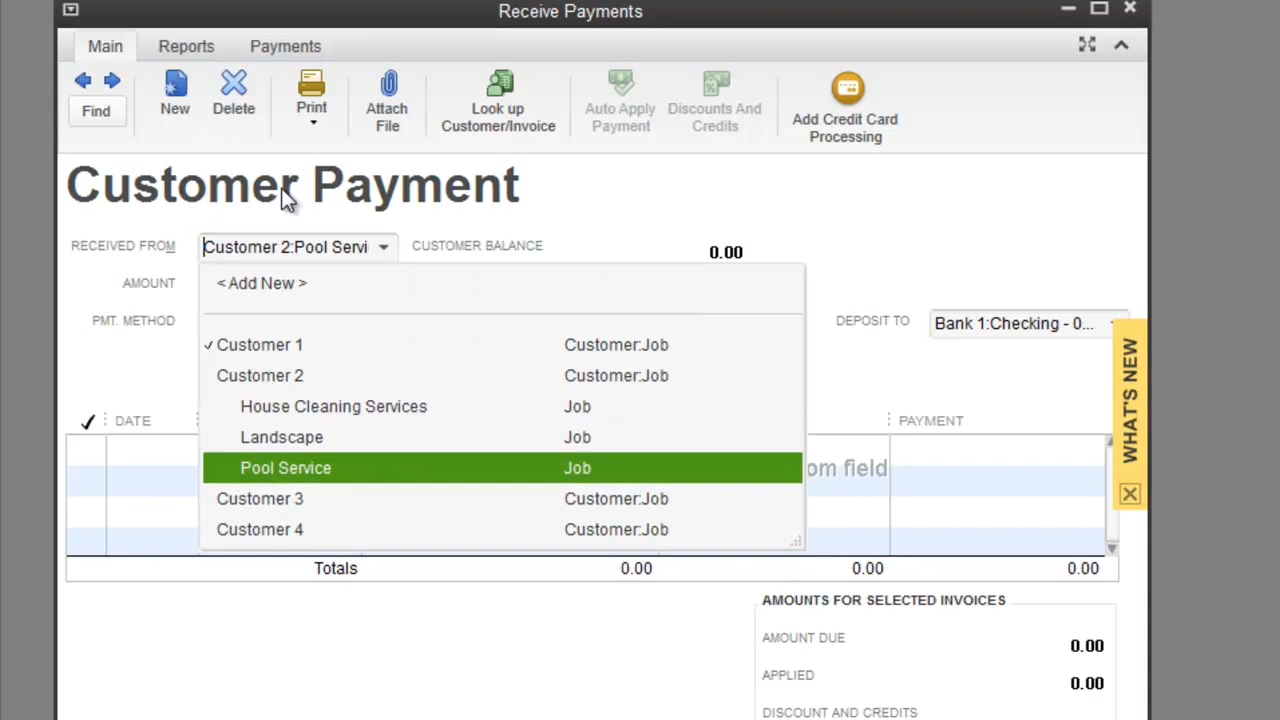 Receive Payments
Main Reports Payments
Find New Delete Print Attach File Look up Customer/Invoice Auto Apply Payment Discounts And Credits Add Credit Card Processing
Customer Payment
RECEIVED FROM Customer 2:Pool Servi CUSTOMER BALANCE 0.00
AMOUNT < Add New >
PMT. METHOD DEPOSIT TO Bank 1:Checking - 0...
Customer 1 Customer:Job
Customer 2 Customer:Job
House Cleaning Services Job
DATE PAYMENT
Landscape Job
Pool Service Job
om field
Customer 3 Customer:Job
Customer 4 Customer:Job
WHAT'S NEW
Totals 0.00 0.00 0.00
AMOUNTS FOR SELECTED INVOICES
AMOUNT DUE 0.00
APPLIED 0.00
DISCOUNT AND CREDITS